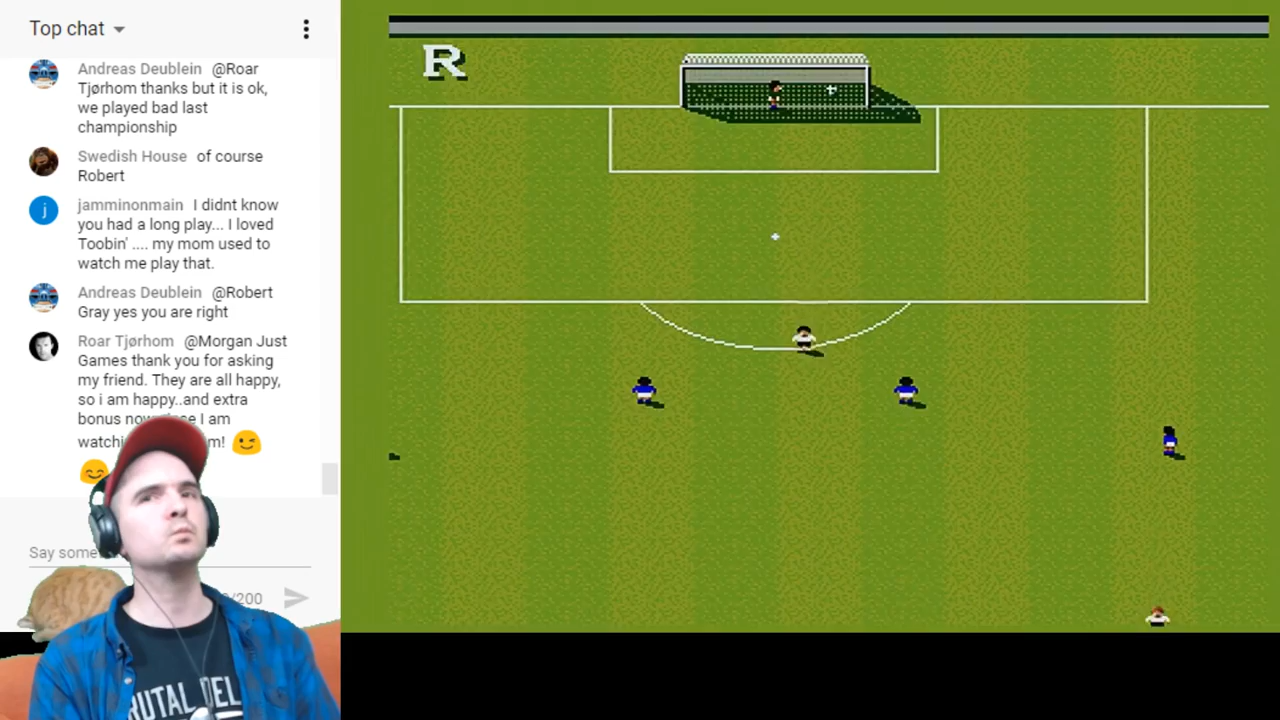 Top chat
Andreas Deublein @Roar
Tjørhom thanks but it is ok,
we played bad last
championship
Swedish House of course
Robert
j
jamminonmain I didnt know
you had a long play... I loved
Toobin' .... my mom used to
watch me play that.
Andreas Deublein @Robert
Gray yes you are right
Roar Tjørhom @Morgan Just
Games thank you for asking
my friend. They are all happy,
so i am happy..and extra
bonus I am
R
/200